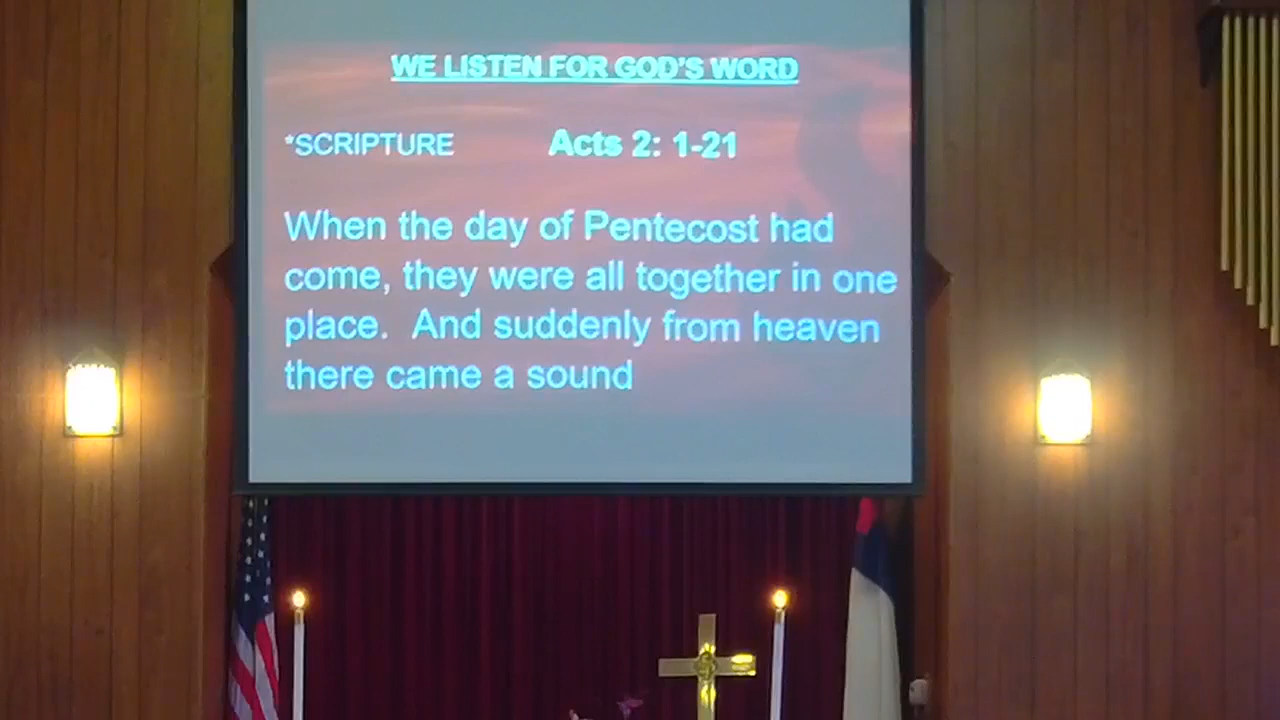 WE LISTEN FOR GOD'S WORD
*SCRIPTURE Acts 2: 1-21
When the day of Pentecost had
come, they were all together in one
place. And suddenly from heaven
there came a sound